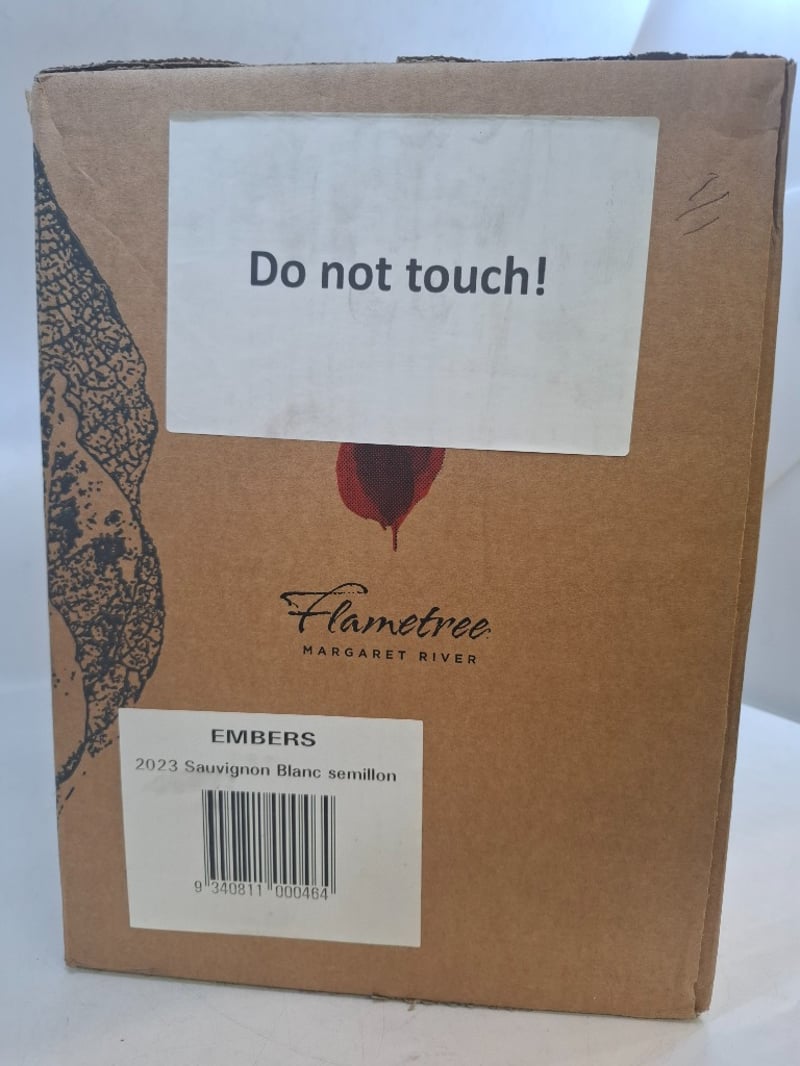 Do not touch!
Flametree
MARGARET RIVER
EMBERS
2023 Sauvignon Blanc semillon
9 340811 000464